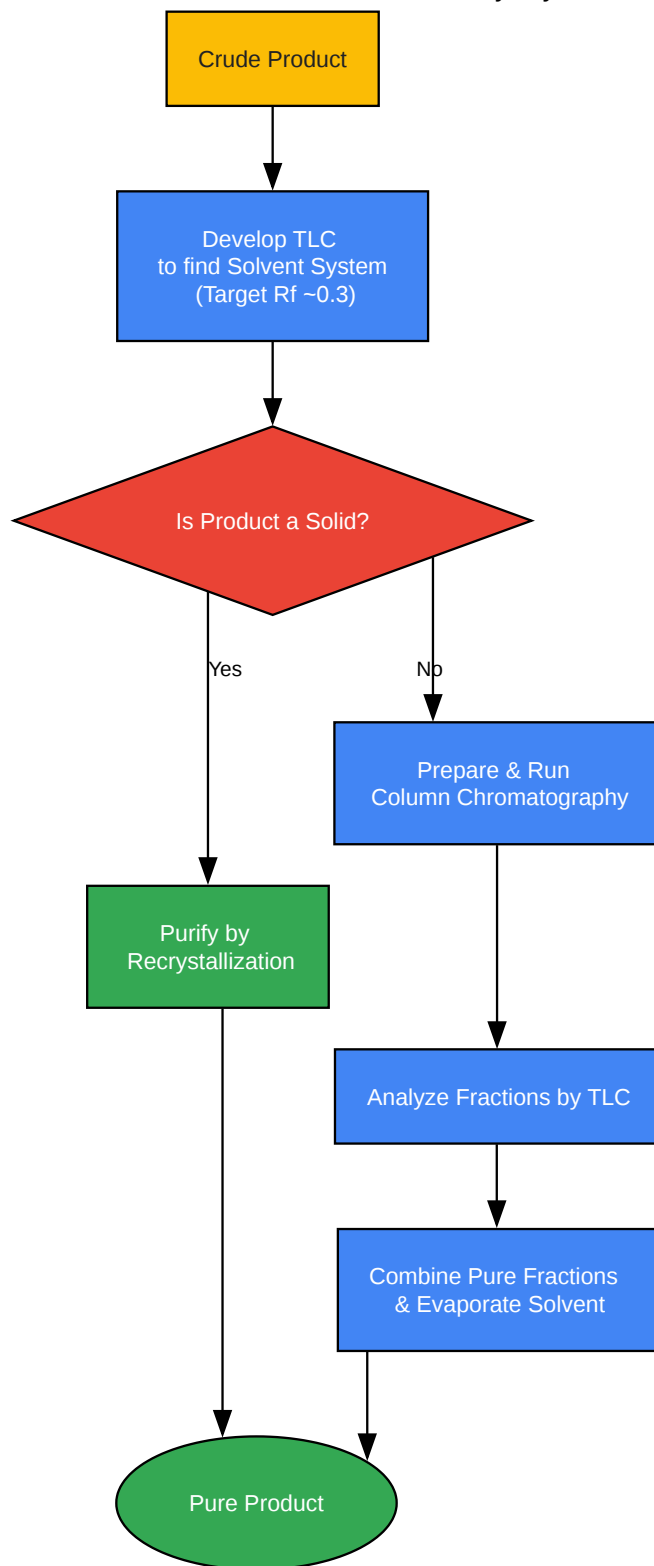 Crude Product
Develop TLC
to find Solvent System
(Target Rf ~0.3)
Is Product a Solid?
Yes
No
Prepare & Run
Column Chromatography
Purify by
Recrystallization
Analyze Fractions by TLC
Combine Pure Fractions
& Evaporate Solvent
Pure Product